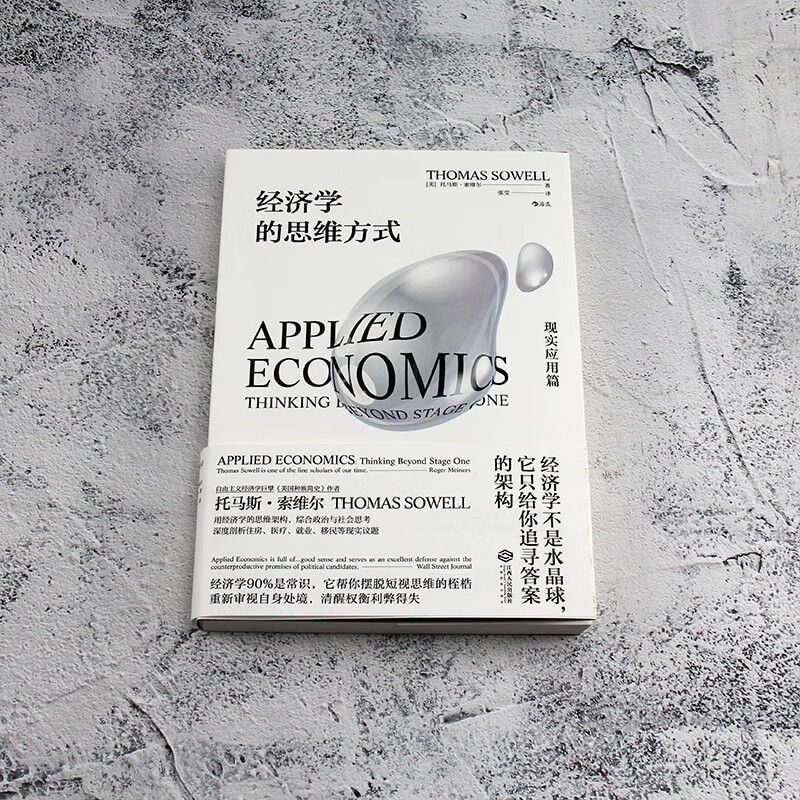 THOMAS SOWELL
[美] 托马斯·索维尔 著
张莹 译
后浪
经济学
的思维方式
APPLIED
ECONOMICS
THINKING BEYOND STAGE ONE
现实应用篇
APPLIED ECONOMICS: Thinking Beyond Stage One
Thomas Sowell is one of the fine scholars of our time. Roger Meiners
自由主义经济学巨擘《美国种族简史》作者
托马斯·索维尔 THOMAS SOWELL
用经济学的思维架构，综合政治与社会思考
深度剖析住房、医疗、就业、移民等现实议题
Applied Economics is full of...good sense and serves as an excellent defense against the
counterproductive promises of political candidates. Wall Street Journal
经济学90%是常识，它帮你摆脱短视思维的桎梏
重新审视自身处境，清醒权衡利弊得失
经济学不是水晶球，
它只给你追寻答案
的架构
江西人民出版社